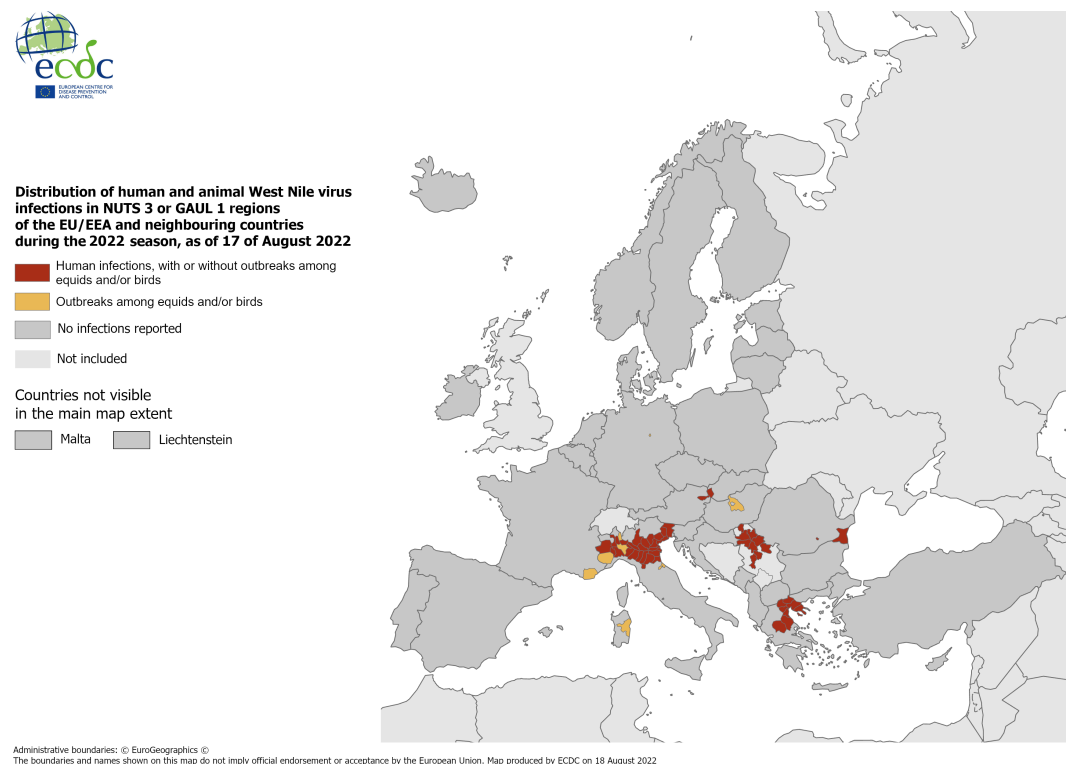 ecdc
EUROPEAN CENTRE FOR
DISEASE PREVENTION
AND CONTROL
Distribution of human and animal West Nile virus
infections in NUTS 3 or GAUL 1 regions
of the EU/EEA and neighbouring countries
during the 2022 season, as of 17 of August 2022
Human infections, with or without outbreaks among
equids and/or birds
Outbreaks among equids and/or birds
No infections reported
Not included
Countries not visible
in the main map extent
Malta
Liechtenstein
Administrative boundaries: © EuroGeographics ©
The boundaries and names shown on this map do not imply official endorsement or acceptance by the European Union. Map produced by ECDC on 18 August 2022